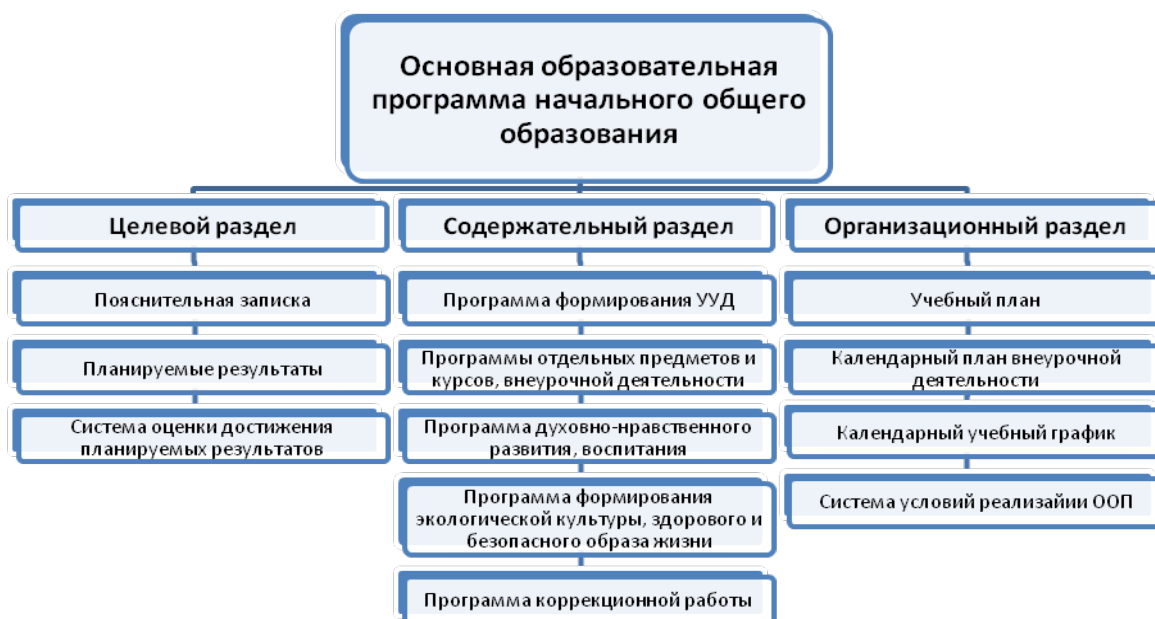 Основная образовательная
программа начального общего
образования
Целевой раздел
Пояснительная записка
Планируемые результаты
Система оценки достижения
планируемых результатов
Содержательный раздел
Программа формирования УУД
Программы отдельных предметов и
курсов, внеурочной деятельности
Программа духовно-нравственного
развития, воспитания
Программа формирования
экологической культуры, здорового и
безопасного образа жизни
Программа коррекционной работы
Организационный раздел
Учебный план
Календарный план внеурочной
деятельности
Календарный учебный график
Система условий реализайии ООП